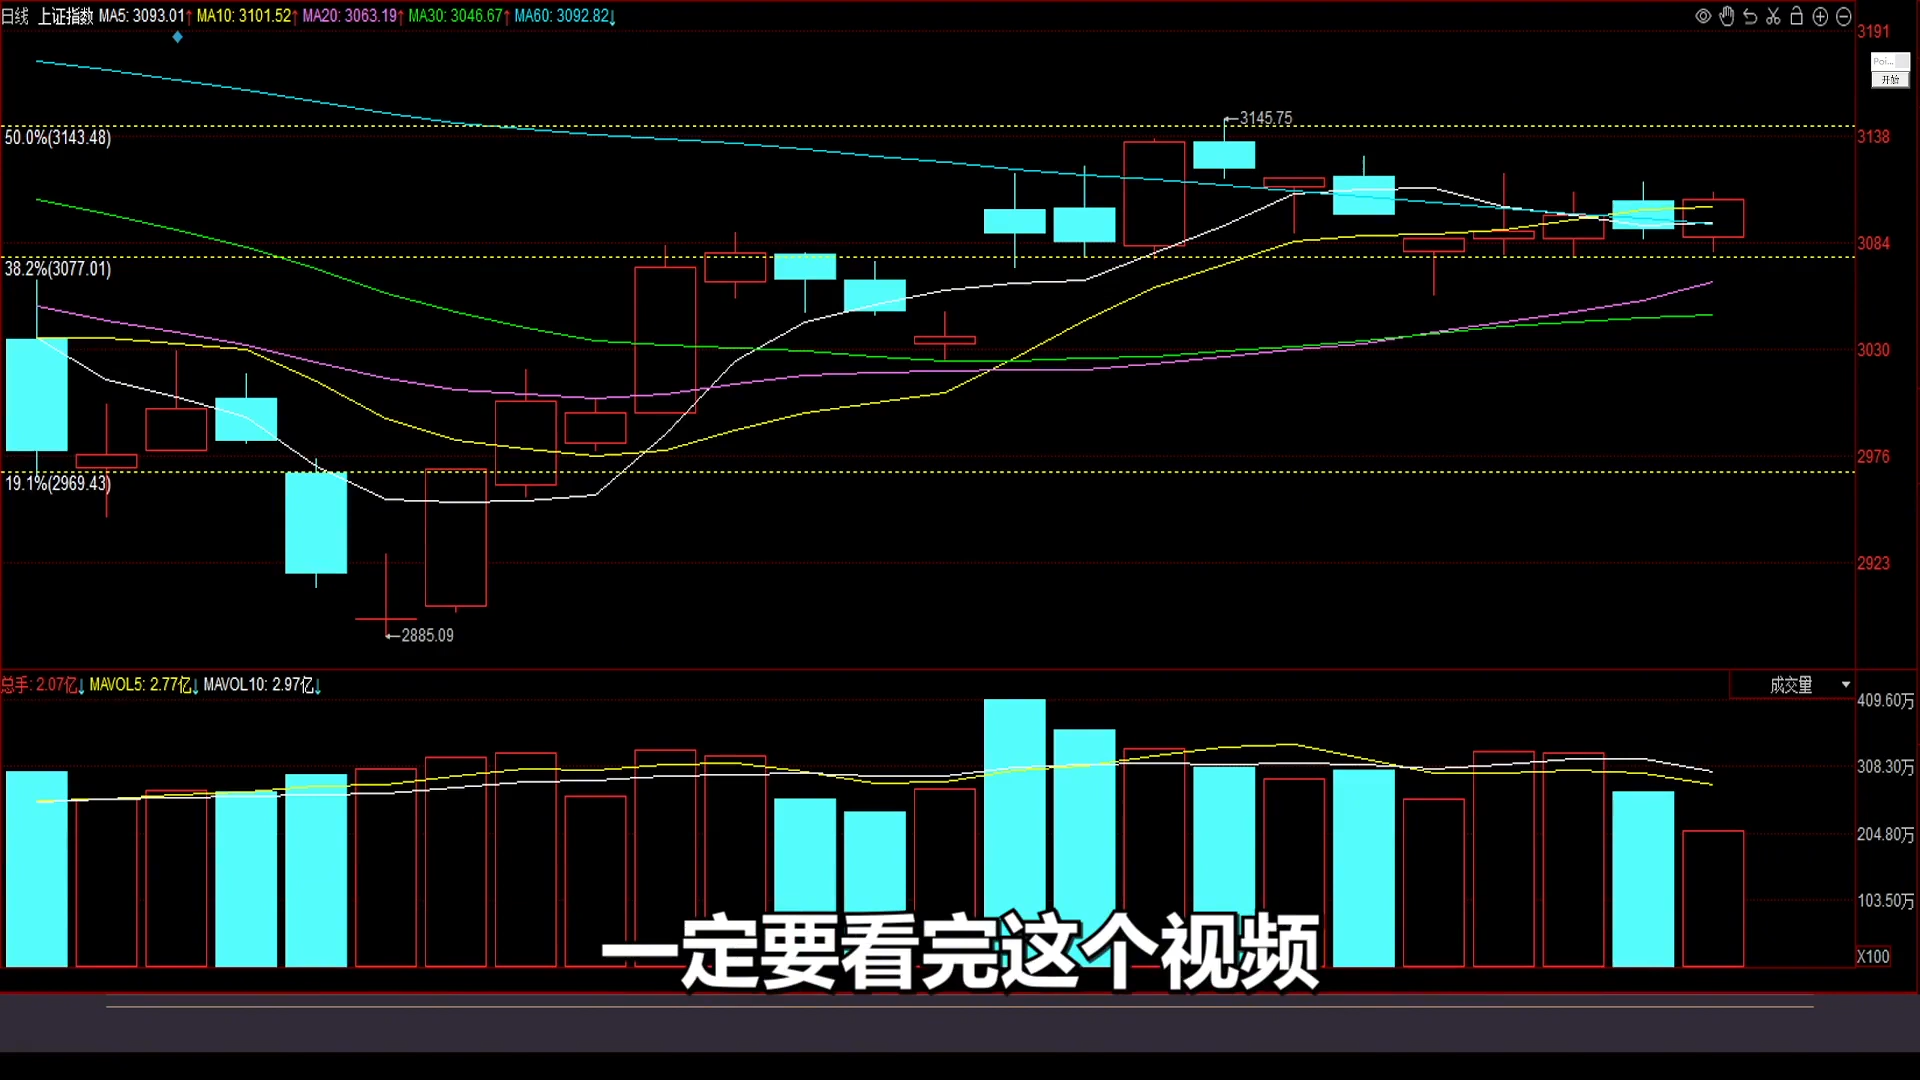 日线 上证指数 MA5: 3093.01↑ MA10: 3101.52↑ MA20: 3063.19↑ MA30: 3046.67↑ MA60: 3092.82↓
3191
Poi...
开始
50.0%(3143.48)
←3145.75
3138
38.2%(3077.01)
3084
3030
19.1%(2969.43)
2976
2923
←2885.09
总手: 2.07亿↓ MAVOL5: 2.77亿↓ MAVOL10: 2.97亿↓
成交量
409.60万
308.30万
204.80万
103.50万
X100
一定要看完这个视频